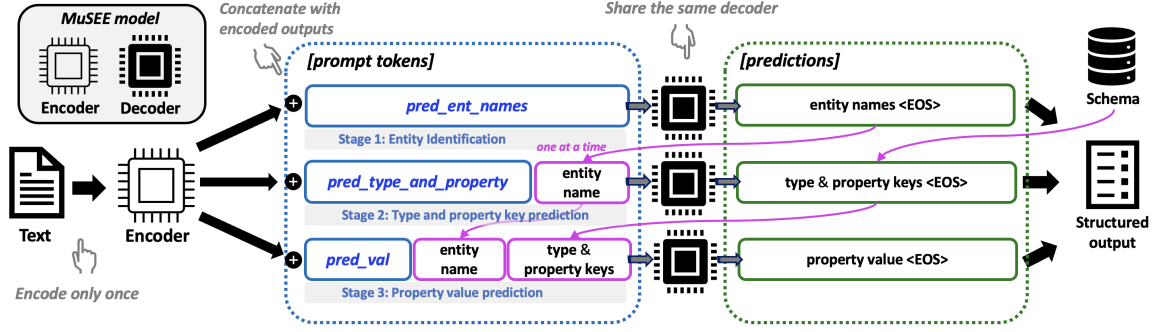 MuSEE model
Encoder
Decoder
Concatenate with
encoded outputs
Share the same decoder
[prompt tokens]
[predictions]
Schema
pred_ent_names
entity names <EOS>
Stage 1: Entity Identification
one at a time
pred_type_and_property
entity
name
type & property keys <EOS>
Stage 2: Type and property key prediction
Text
Encoder
Structured
output
pred_val
entity
name
type &
property keys
property value <EOS>
Stage 3: Property value prediction
Encode only once